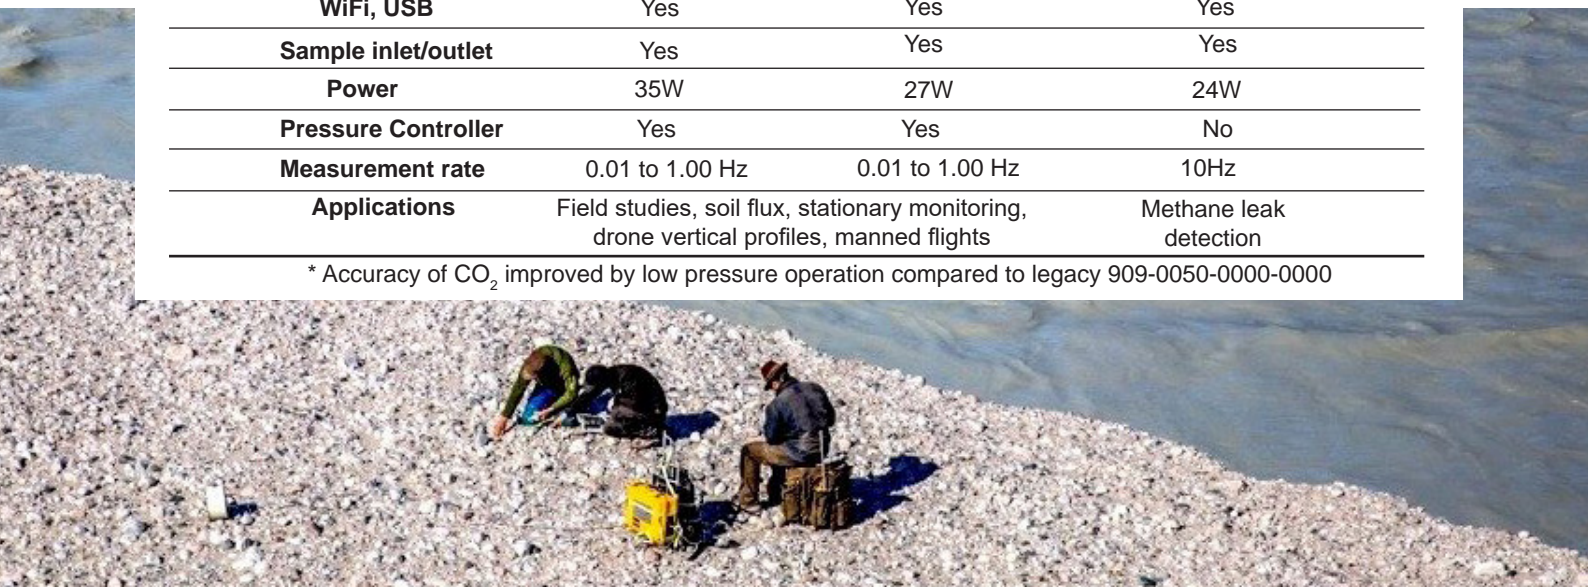 WiFi, USB Yes Yes Yes
Sample inlet/outlet Yes Yes Yes
Power 35W 27W 24W
Pressure Controller Yes Yes No
Measurement rate 0.01 to 1.00 Hz 0.01 to 1.00 Hz 10Hz
Applications Field studies, soil flux, stationary monitoring, Methane leak
drone vertical profiles, manned flights detection
* Accuracy of CO₂ improved by low pressure operation compared to legacy 909-0050-0000-0000